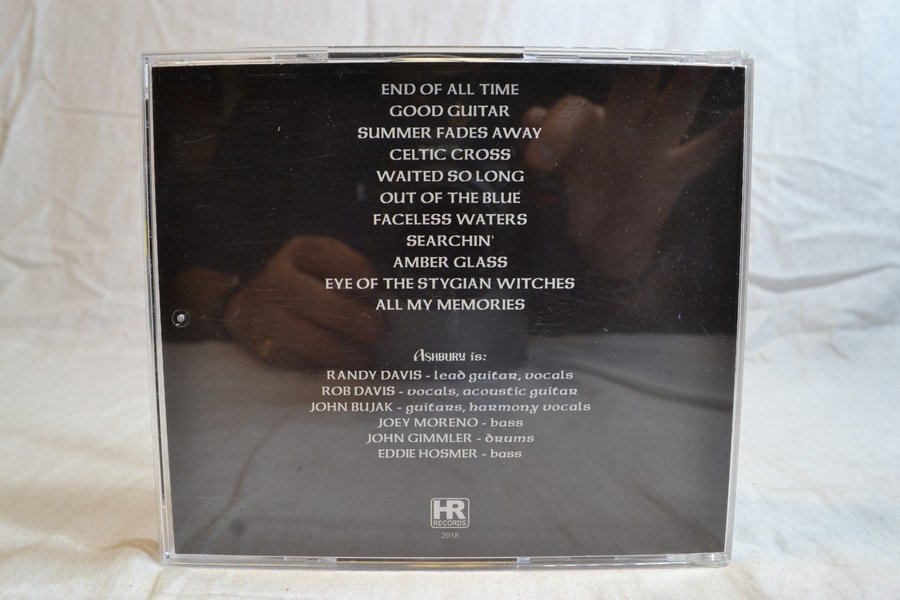 END OF ALL TIME
GOOD GUITAR
SUMMER FADES AWAY
CELTIC CROSS
WAITED SO LONG
OUT OF THE BLUE
FACELESS WATERS
SEARCHIN'
AMBER GLASS
EYE OF THE STYGIAN WITCHES
ALL MY MEMORIES
ASHBURY is:
RANDY DAVIS - lead guitar, vocals
ROB DAVIS - vocals, acoustic guitar
JOHN BUJAK - guitars, harmony vocals
JOEY MORENO - bass
JOHN GIMMLER - drums
EDDIE HOSMER - bass
HR
RECORDS
2018